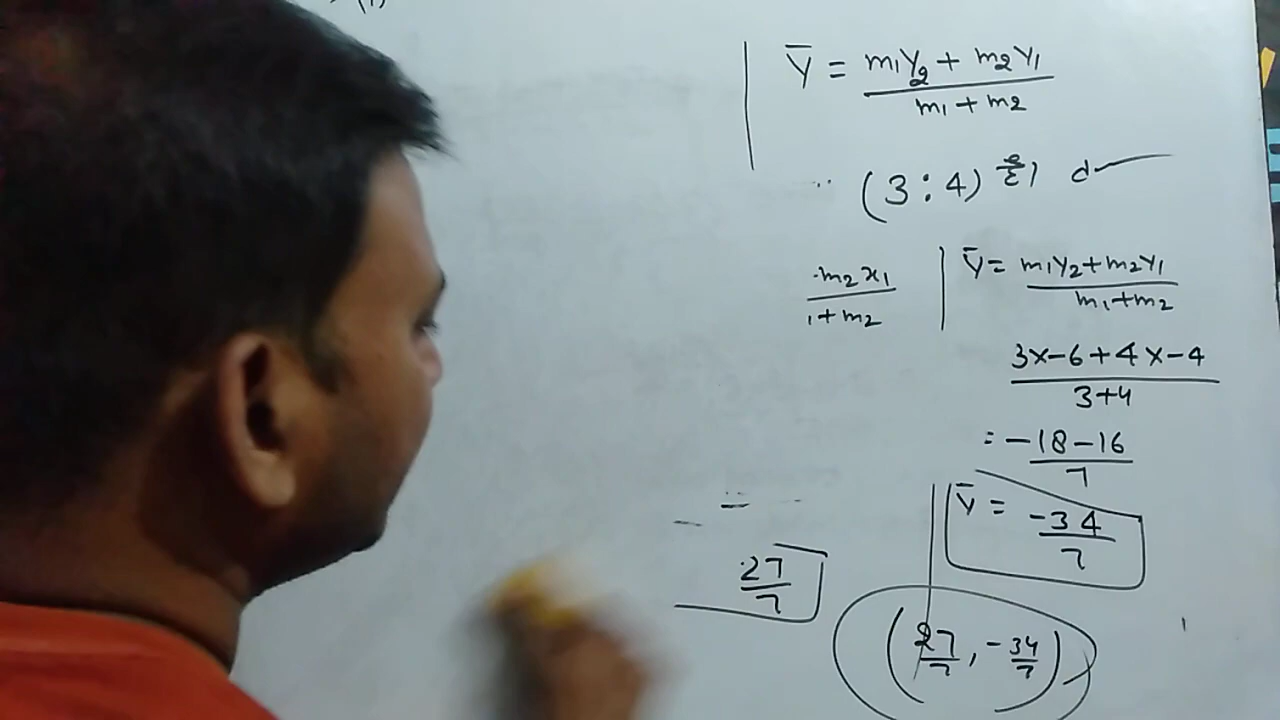 (1)
Ȳ = m₁y₂ + m₂y₁ / m₁ + m₂
(3:4)
m₂x₁ / 1 + m₂
Ȳ = m₁y₂+m₂y₁ / m₁+m₂
3x-6+4x-4 / 3+4
= -18-16 / 7
Ȳ = -34 / 7
27 / 7
(27/7, -34/7)